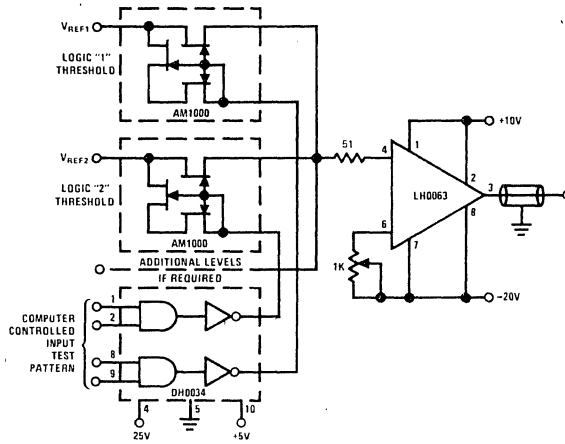 VREF1
LOGIC "1"
THRESHOLD
AM1000
VREF2
LOGIC "2"
THRESHOLD
AM1000
ADDITIONAL LEVELS
IF REQUIRED
COMPUTER
CONTROLLED
INPUT
TEST
PATTERN
1
2
8
9
DH0034
4
5
10
25V
+5V
51
4
1
LH0063
2
3
8
6
7
1K
+10V
-20V